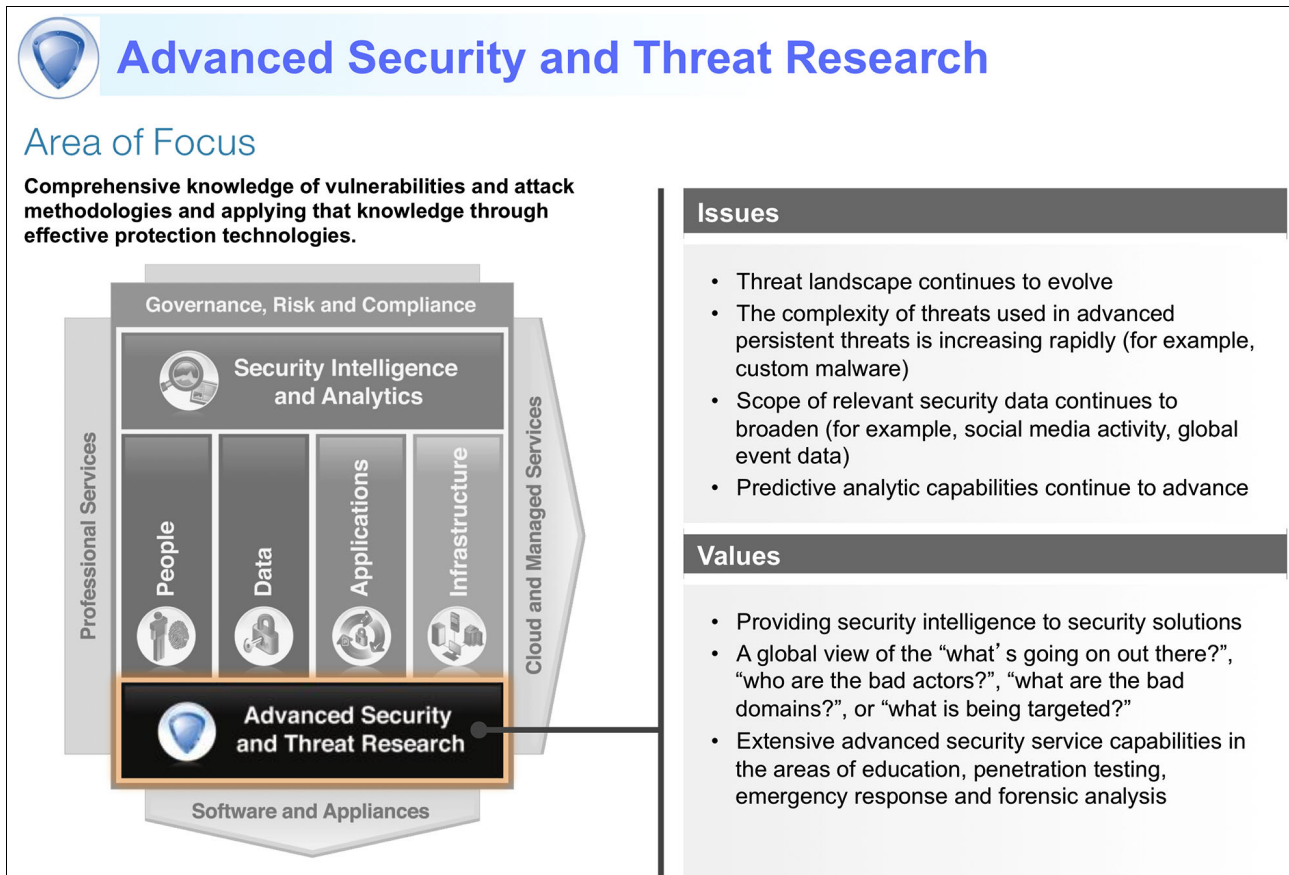 Advanced Security and Threat Research
Area of Focus
Comprehensive knowledge of vulnerabilities and attack
methodologies and applying that knowledge through
effective protection technologies.
Governance, Risk and Compliance
Security Intelligence
and Analytics
Professional Services
People
Data
Applications
Infrastructure
Cloud and Managed Services
Advanced Security
and Threat Research
Software and Appliances
Issues
• Threat landscape continues to evolve
• The complexity of threats used in advanced
persistent threats is increasing rapidly (for example,
custom malware)
• Scope of relevant security data continues to
broaden (for example, social media activity, global
event data)
• Predictive analytic capabilities continue to advance
Values
• Providing security intelligence to security solutions
• A global view of the “what’ s going on out there?”,
“who are the bad actors?”, “what are the bad
domains?”, or “what is being targeted?”
• Extensive advanced security service capabilities in
the areas of education, penetration testing,
emergency response and forensic analysis